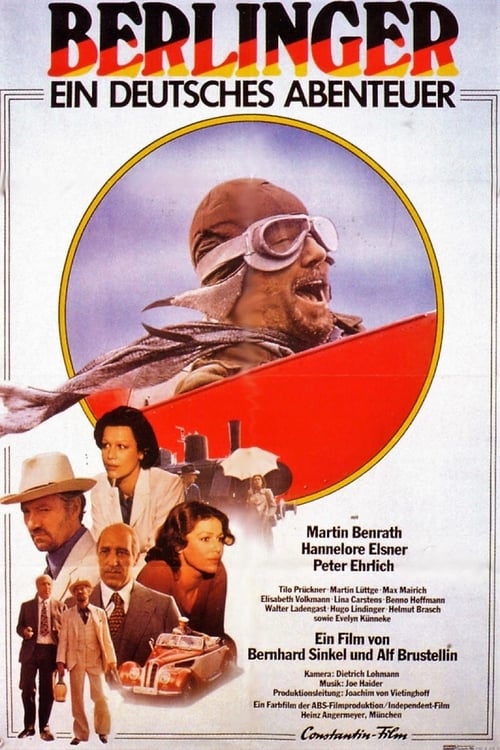 BERLINGER
EIN DEUTSCHES ABENTEUER
mit
Martin Benrath
Hannelore Elsner
Peter Ehrlich
Tilo Prückner · Martin Lüttge · Max Mairich
Elisabeth Volkmann · Lina Carstens · Benno Hoffmann
Walter Ladengast · Hugo Lindinger · Helmut Brasch
sowie Evelyn Künneke
Ein Film von
Bernhard Sinkel und Alf Brustellin
Kamera: Dietrich Lohmann
Musik: Joe Haider
Produktionsleitung: Joachim von Vietinghoff
Ein Farbfilm der ABS-Filmproduktion/Independent-Film
Heinz Angermeyer, München
Constantin-Film